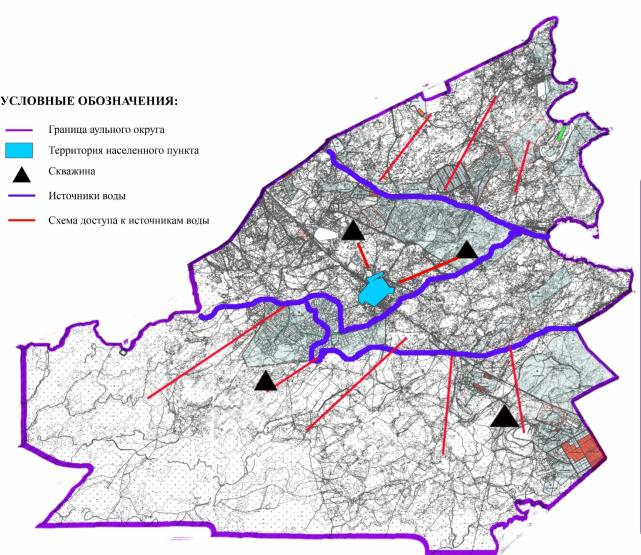 УСЛОВНЫЕ ОБОЗНАЧЕНИЯ:
Граница аульного округа
Территория населенного пункта
Скважина
Источники воды
Схема доступа к источникам воды